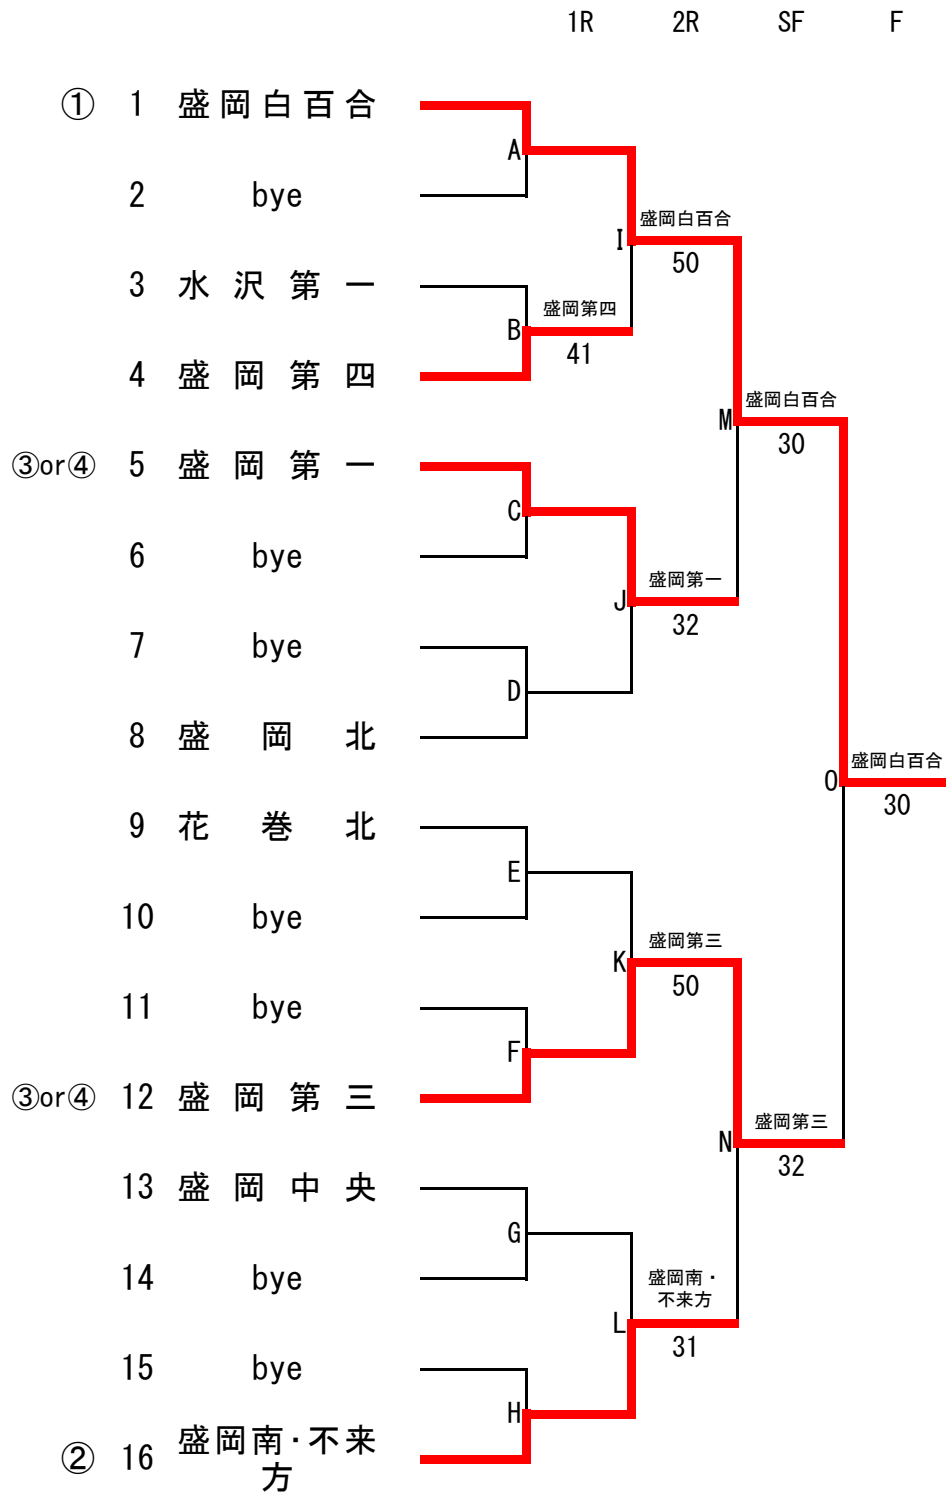 1R 2R SF F
① 1 盛岡白百合
A
2 bye
盛岡白百合
I
50
3 水沢第一
盛岡第四
B
41
4 盛岡第四
盛岡白百合
M
30
③or④ 5 盛岡第一
C
6 bye
盛岡第一
J
32
7 bye
D
8 盛岡北
盛岡白百合
O
30
9 花巻北
E
10 bye
盛岡第三
K
50
11 bye
F
③or④ 12 盛岡第三
盛岡第三
N
32
13 盛岡中央
G
14 bye
盛岡南・
不来方
L
31
15 bye
H
② 16 盛岡南・不来
方